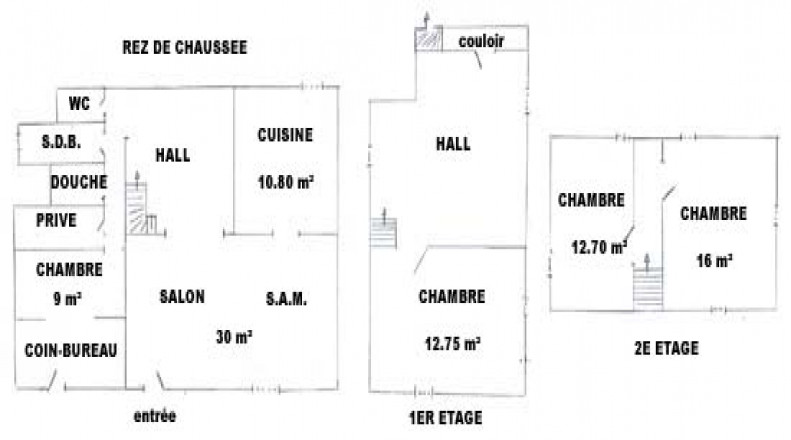 REZ DE CHAUSSEE
WC
S.D.B.
HALL
CUISINE
10.80 m²
DOUCHE
PRIVE
CHAMBRE
9 m²
SALON
S.A.M.
30 m²
COIN-BUREAU
entrée
couloir
HALL
CHAMBRE
12.75 m²
1ER ETAGE
CHAMBRE
12.70 m²
CHAMBRE
16 m²
2E ETAGE